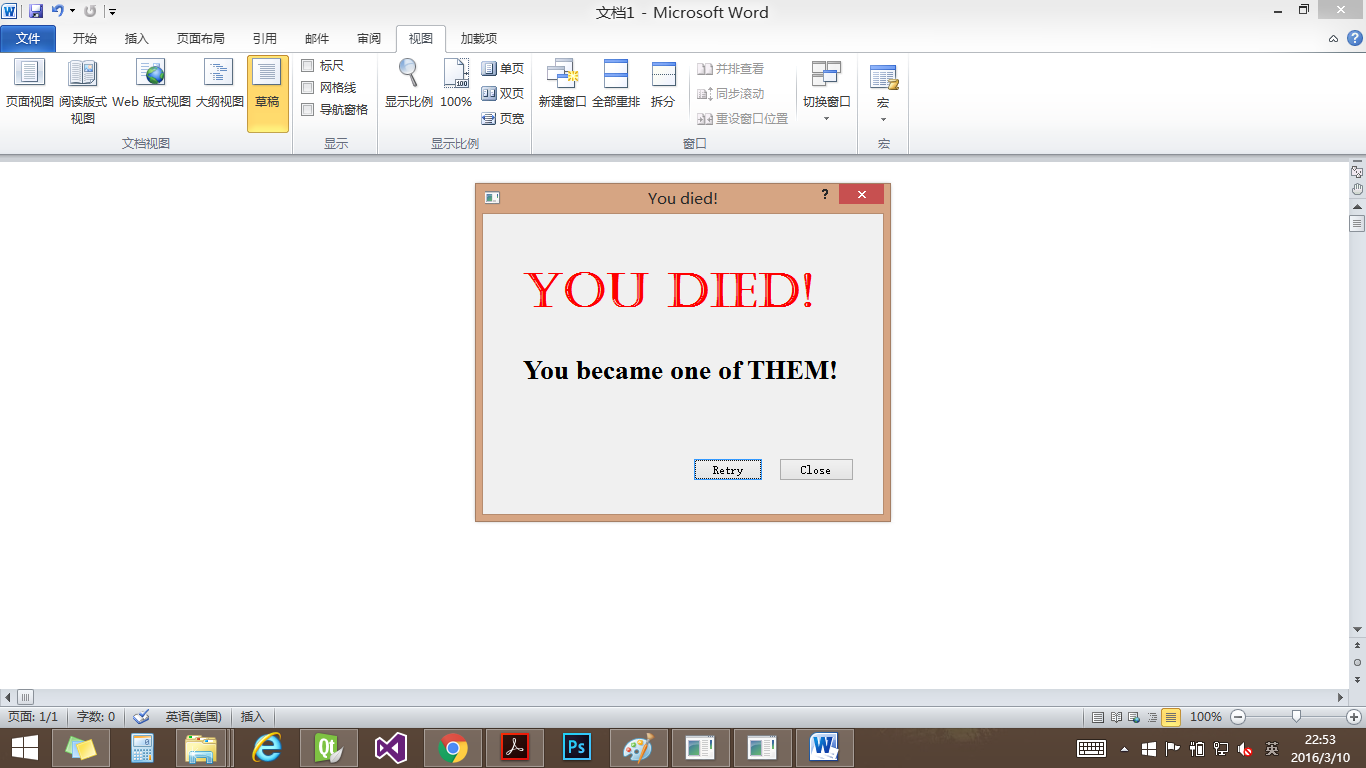 文档1 - Microsoft Word
文件 开始 插入 页面布局 引用 邮件 审阅 视图 加载项
页面视图 阅读版式视图 Web 版式视图 大纲视图 草稿
标尺
网格线
导航窗格
显示比例 100% 单页
双页
页宽
新建窗口 全部重排 拆分
并排查看
同步滚动
重设窗口位置
切换窗口 宏
文档视图 显示 显示比例 窗口 宏
You died!
YOU DIED!
You became one of THEM!
Retry Close
页面: 1/1 字数: 0 英语(美国) 插入 100%
英 22:53
2016/3/10